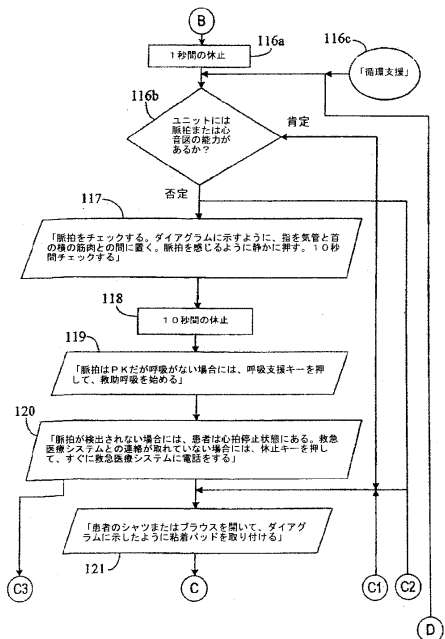 B
116a
1秒間の休止
116c
「循環支援」
116b
ユニットには
脈拍または心
音図の能力が
あるか?
肯定
否定
117
「脈拍をチェックする。ダイアグラムに示すように、指を気管と首
の横の筋肉との間に置く。脈拍を感じるように静かに押す。10秒
間チェックする」
118
10秒間の休止
119
「脈拍はPKだが呼吸がない場合には、呼吸支援キーを押
して、救助呼吸を始める」
120
「脈拍が検出されない場合には、患者は心拍停止状態にある。救急
医療システムとの連絡が取れていない場合には、休止キーを押し
て、すぐに救急医療システムに電話をする」
「患者のシャツまたはブラウスを開いて、ダイアグ
ラムに示したように粘着パッドを取り付ける」
121
C3
C
C1
C2
D